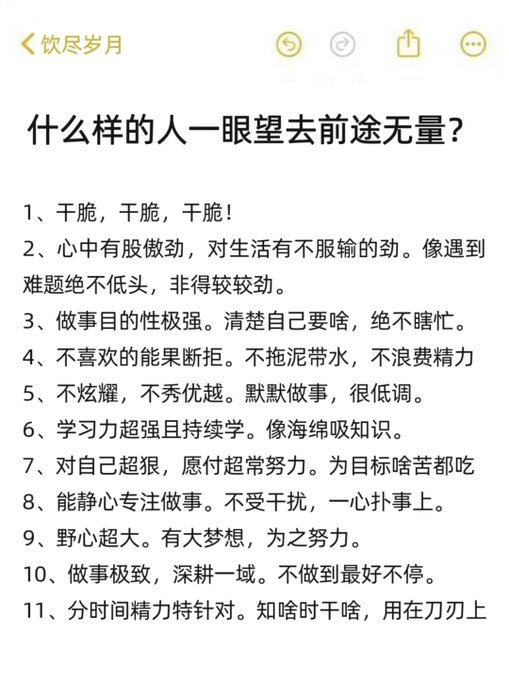 饮尽岁月
什么样的人一眼望去前途无量？
1、干脆，干脆，干脆！
2、心中有股傲劲，对生活有不服输的劲。像遇到
难题绝不低头，非得较较劲。
3、做事目的性极强。清楚自己要啥，绝不瞎忙。
4、不喜欢的能果断拒。不拖泥带水，不浪费精力
5、不炫耀，不秀优越。默默做事，很低调。
6、学习力超强且持续学。像海绵吸知识。
7、对自己超狠，愿付超常努力。为目标啥苦都吃
8、能静心专注做事。不受干扰，一心扑事上。
9、野心超大。有大梦想，为之努力。
10、做事极致，深耕一域。不做到最好不停。
11、分时间精力特针对。知啥时干啥，用在刀刃上